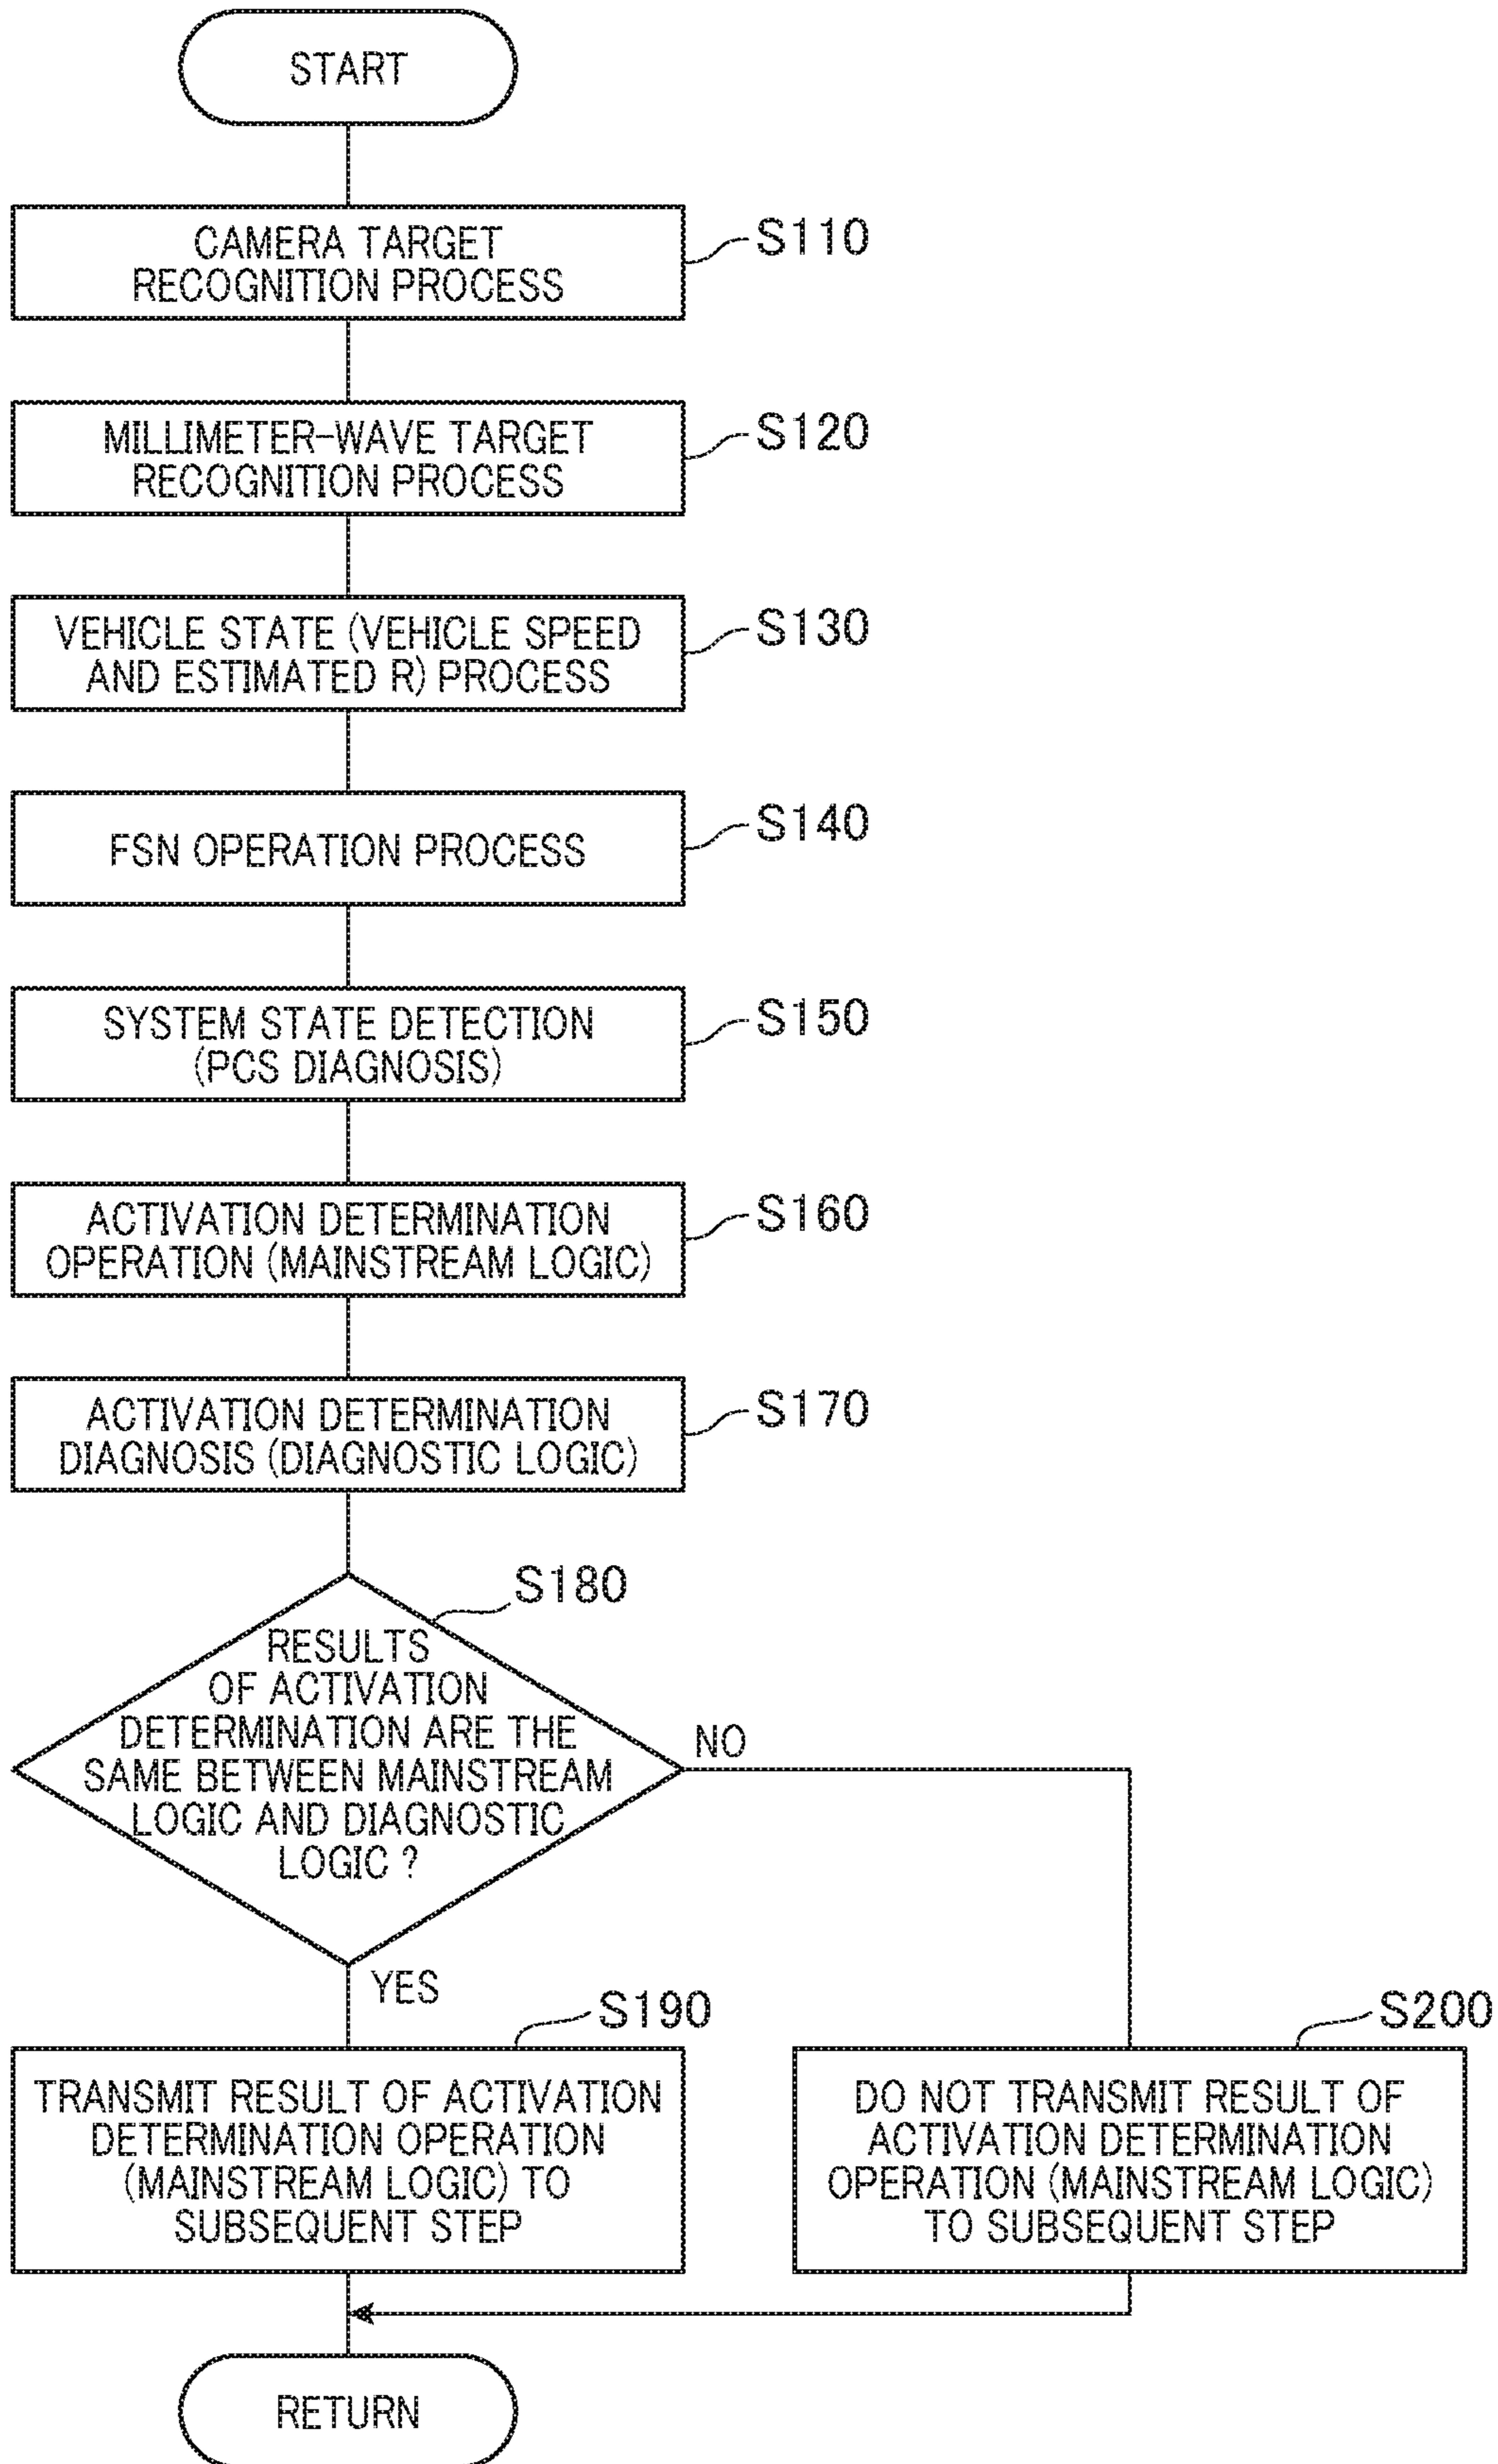 START
CAMERA TARGET
RECOGNITION PROCESS
S110
MILLIMETER-WAVE TARGET
RECOGNITION PROCESS
S120
VEHICLE STATE (VEHICLE SPEED
AND ESTIMATED R) PROCESS
S130
FSN OPERATION PROCESS
S140
SYSTEM STATE DETECTION
(PCS DIAGNOSIS)
S150
ACTIVATION DETERMINATION
OPERATION (MAINSTREAM LOGIC)
S160
ACTIVATION DETERMINATION
DIAGNOSIS (DIAGNOSTIC LOGIC)
S170
S180
RESULTS
OF ACTIVATION
DETERMINATION ARE THE
SAME BETWEEN MAINSTREAM
LOGIC AND DIAGNOSTIC
LOGIC ?
NO
YES
S190
TRANSMIT RESULT OF ACTIVATION
DETERMINATION OPERATION
(MAINSTREAM LOGIC) TO
SUBSEQUENT STEP
S200
DO NOT TRANSMIT RESULT OF
ACTIVATION DETERMINATION
OPERATION (MAINSTREAM LOGIC)
TO SUBSEQUENT STEP
RETURN